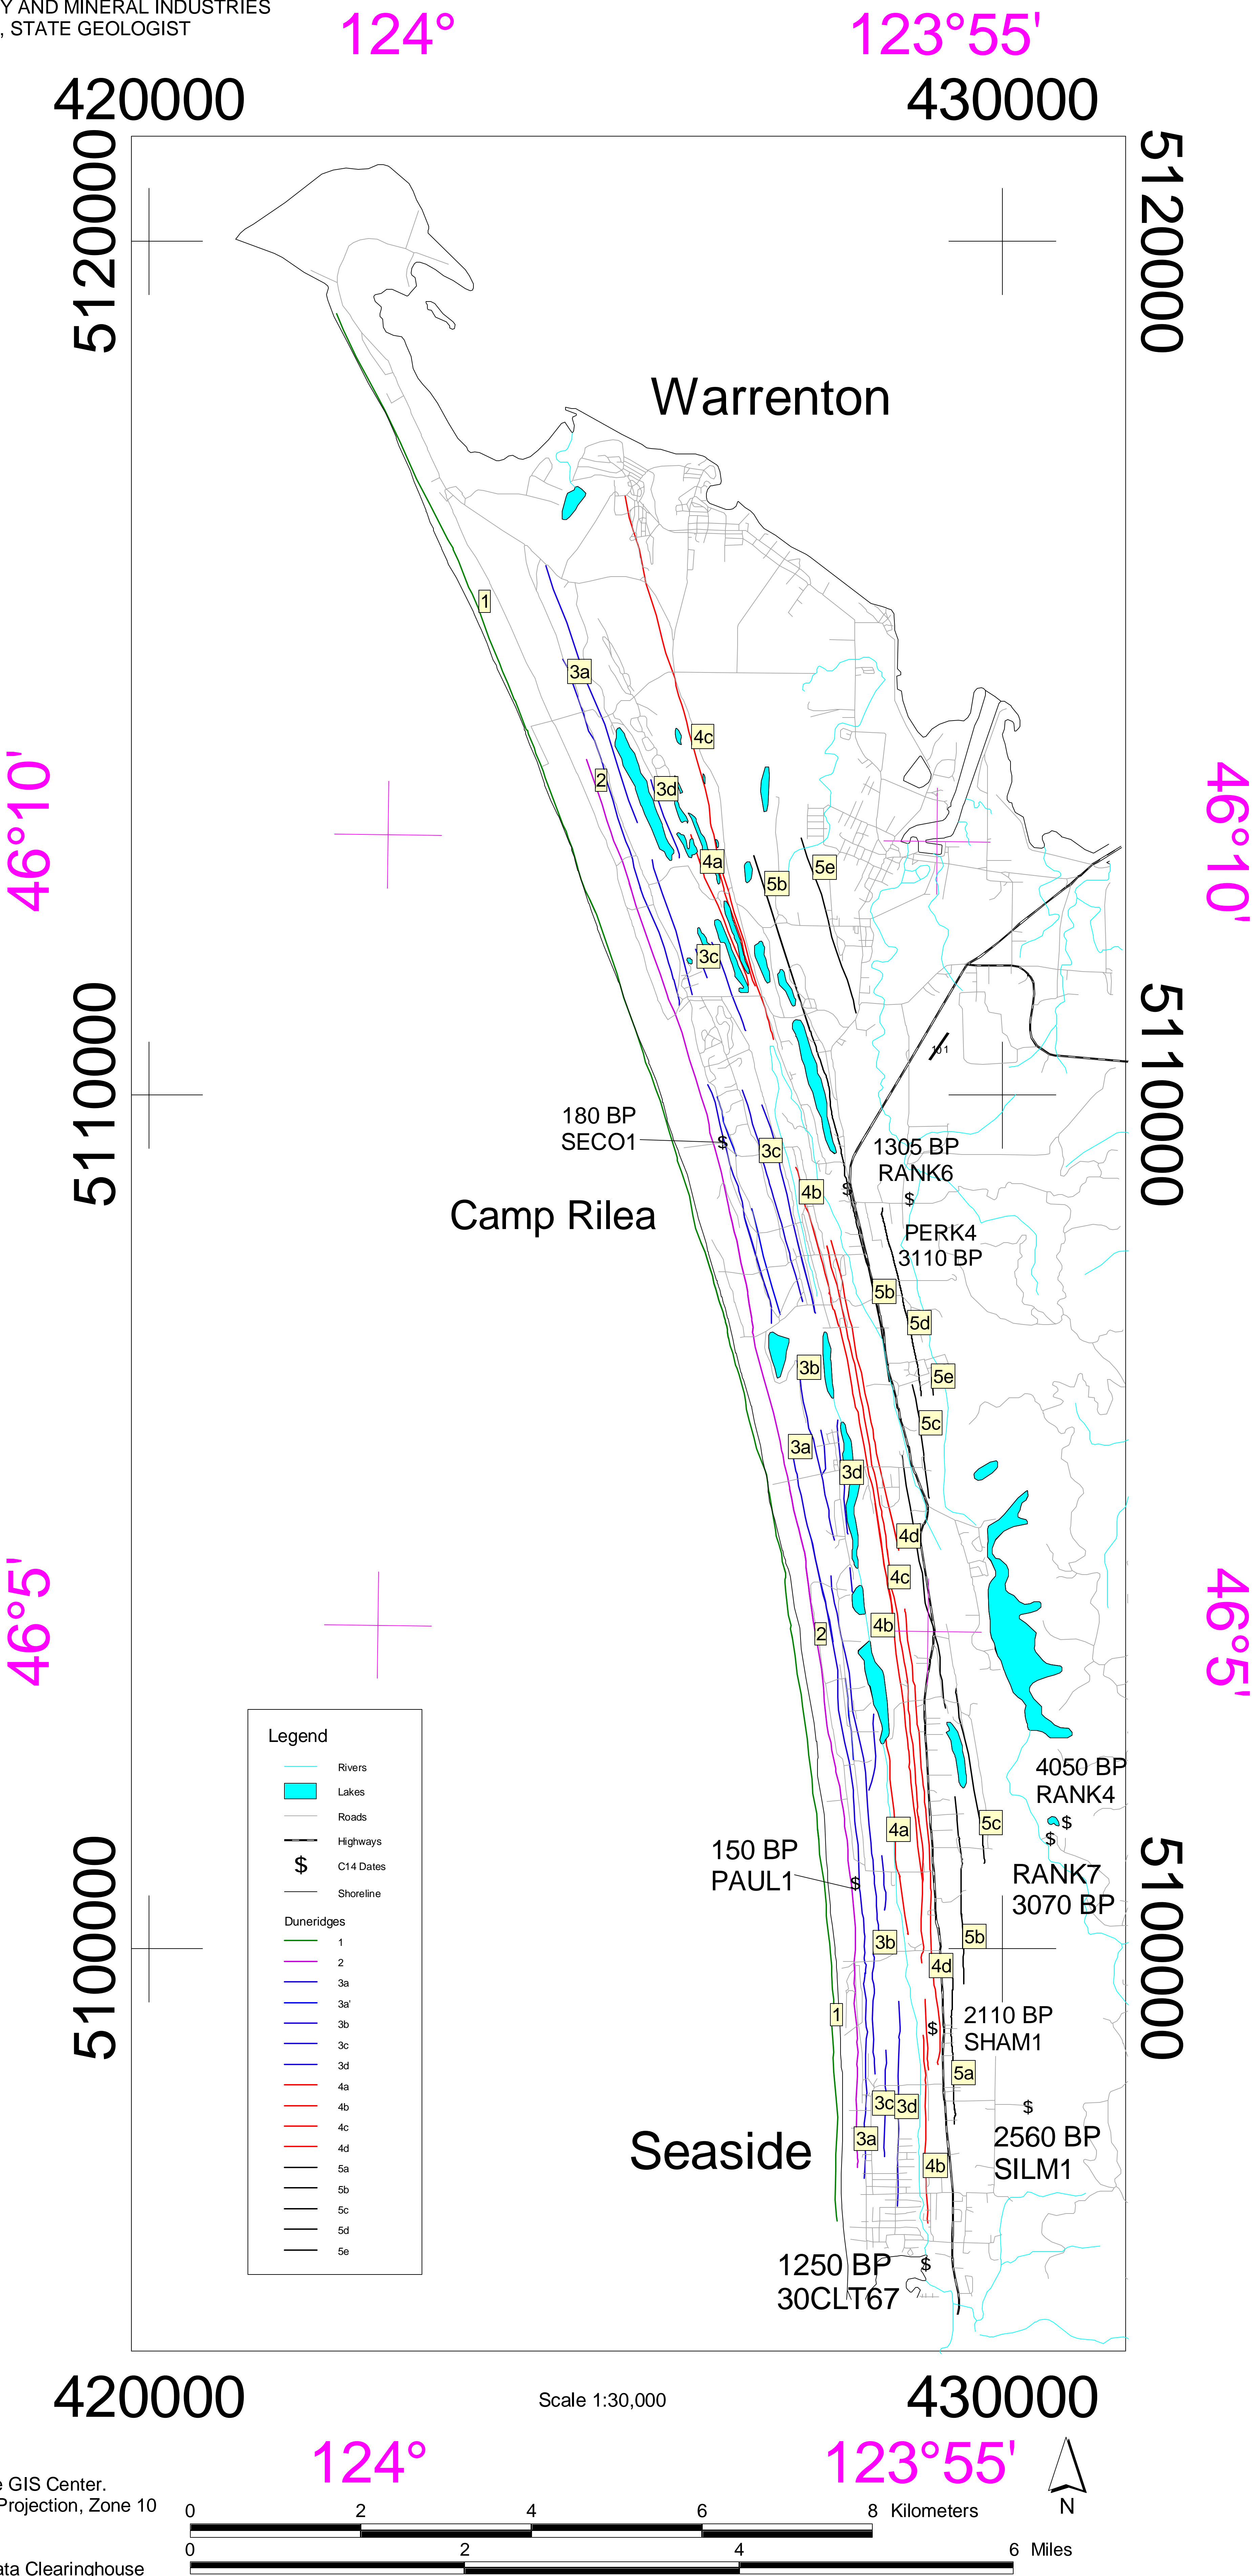 Y AND MINERAL INDUSTRIES
, STATE GEOLOGIST
124°
123°55'
420000
430000
5120000
5120000
Warrenton
1
3a
4c
2
3d
46°10'
46°10'
4a
5e
5b
3c
5110000
5110000
101
180 BP
SECO1
$
3c
1305 BP
RANK6
4b
$
$
Camp Rilea
PERK4
3110 BP
5b
5d
3b
5e
5c
3a
3d
4d
46°5'
46°5'
4c
4b
2
Legend
Rivers
Lakes
Roads
Highways
$ C14 Dates
Shoreline
Duneridges
1
2
3a
3a'
3b
3c
3d
4a
4b
4c
4d
5a
5b
5c
5d
5e
4050 BP
RANK4
$
$
5c
4a
150 BP
PAUL1
$
RANK7
3070 BP
5100000
5100000
3b
5b
4d
1
2110 BP
SHAM1
$
5a
3c
3d
$
3a
2560 BP
SILM1
Seaside
4b
1250 BP
30CLT67
$
420000
430000
Scale 1:30,000
124°
123°55'
N
e GIS Center.
Projection, Zone 10
0 2 4 6 8 Kilometers
0 2 4 6 Miles
ata Clearinghouse